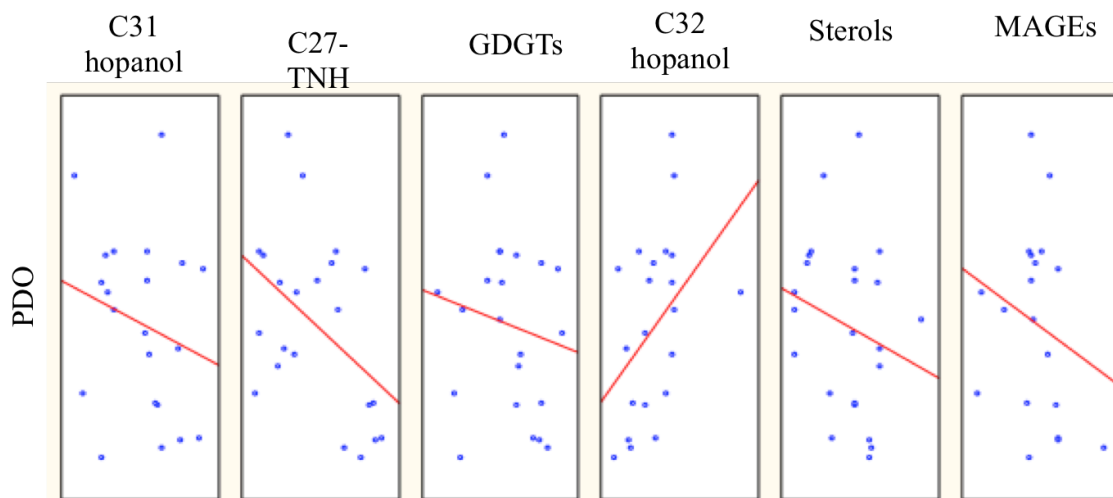 C31
hopanol
C27-
TNH
GDGTs
C32
hopanol
Sterols
MAGEs
PDO